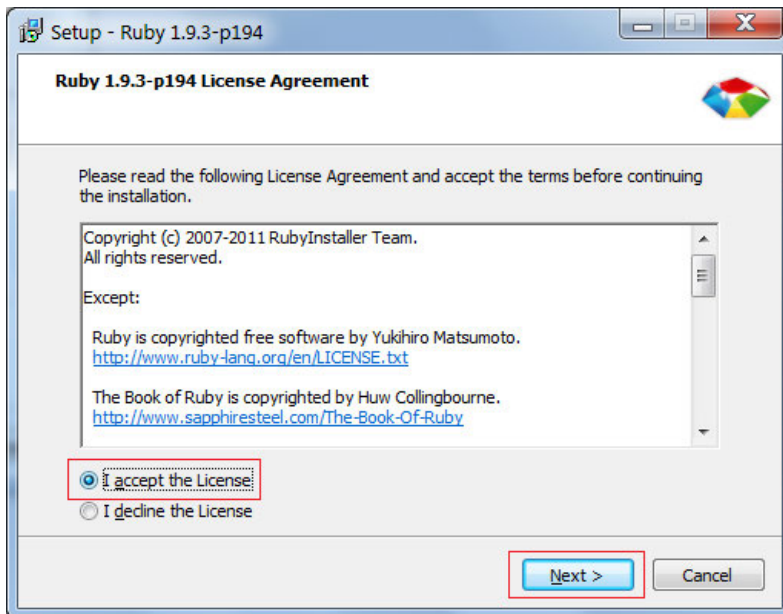 Setup - Ruby 1.9.3-p194
Ruby 1.9.3-p194 License Agreement
Please read the following License Agreement and accept the terms before continuing
the installation.
Copyright (c) 2007-2011 RubyInstaller Team.
All rights reserved.
Except:
Ruby is copyrighted free software by Yukihiro Matsumoto.
http://www.ruby-lang.org/en/LICENSE.txt
The Book of Ruby is copyrighted by Huw Collingbourne.
http://www.sapphiresteel.com/The-Book-Of-Ruby
I accept the License
I decline the License
Next >
Cancel